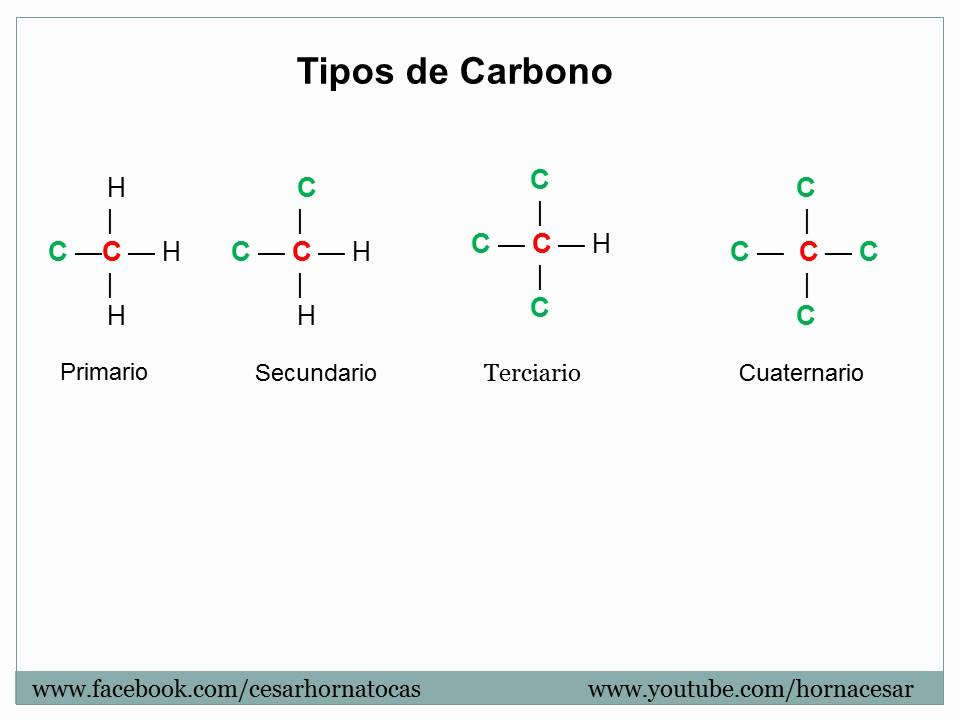 Tipos de Carbono
H
|
C —C — H
|
H
Primario
C
|
C — C — H
|
H
Secundario
C
|
C — C — H
|
C
Terciario
C
|
C — C — C
|
C
Cuaternario
www.facebook.com/cesarhornatocas
www.youtube.com/hornacesar